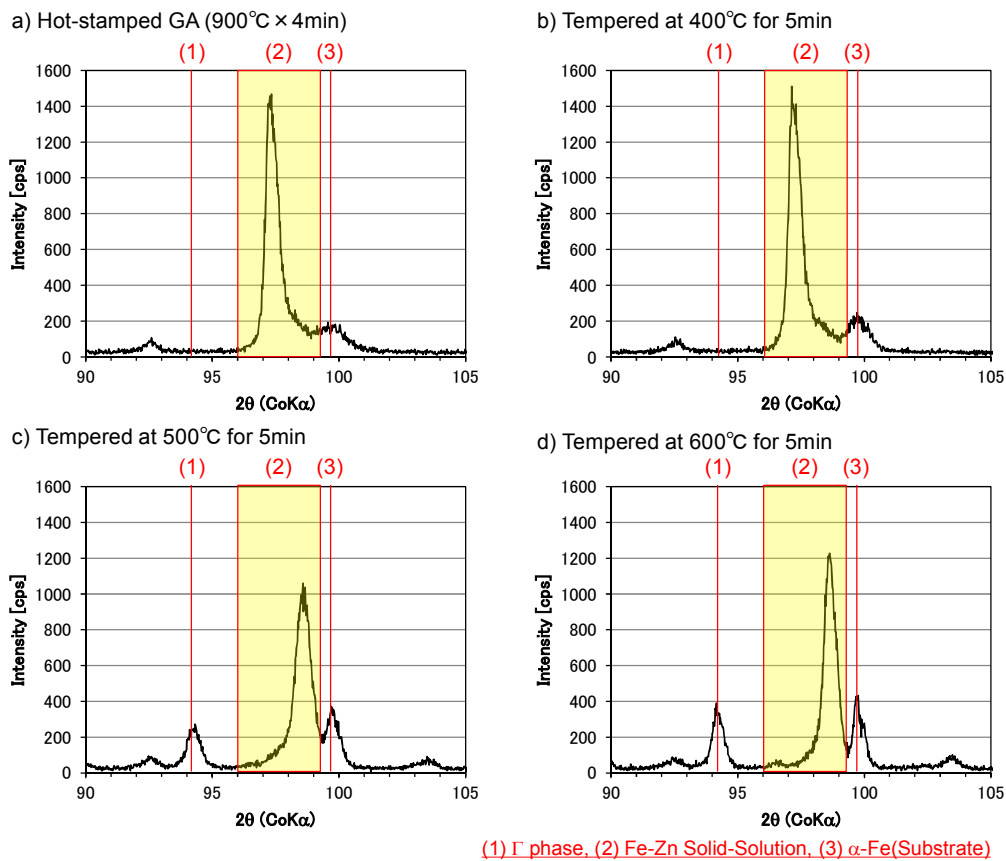 a) Hot-stamped GA (900℃×4min)
(1) (2) (3)
1600
1400
1200
1000
800
600
400
200
0
Intensity [cps]
90 95 100 105
2θ (CoKα)
b) Tempered at 400℃ for 5min
(1) (2) (3)
1600
1400
1200
1000
800
600
400
200
0
Intensity [cps]
90 95 100 105
2θ (CoKα)
c) Tempered at 500℃ for 5min
(1) (2) (3)
1600
1400
1200
1000
800
600
400
200
0
Intensity [cps]
90 95 100 105
2θ (CoKα)
d) Tempered at 600℃ for 5min
(1) (2) (3)
1600
1400
1200
1000
800
600
400
200
0
Intensity [cps]
90 95 100 105
2θ (CoKα)
(1) Γ phase, (2) Fe-Zn Solid-Solution, (3) α-Fe(Substrate)